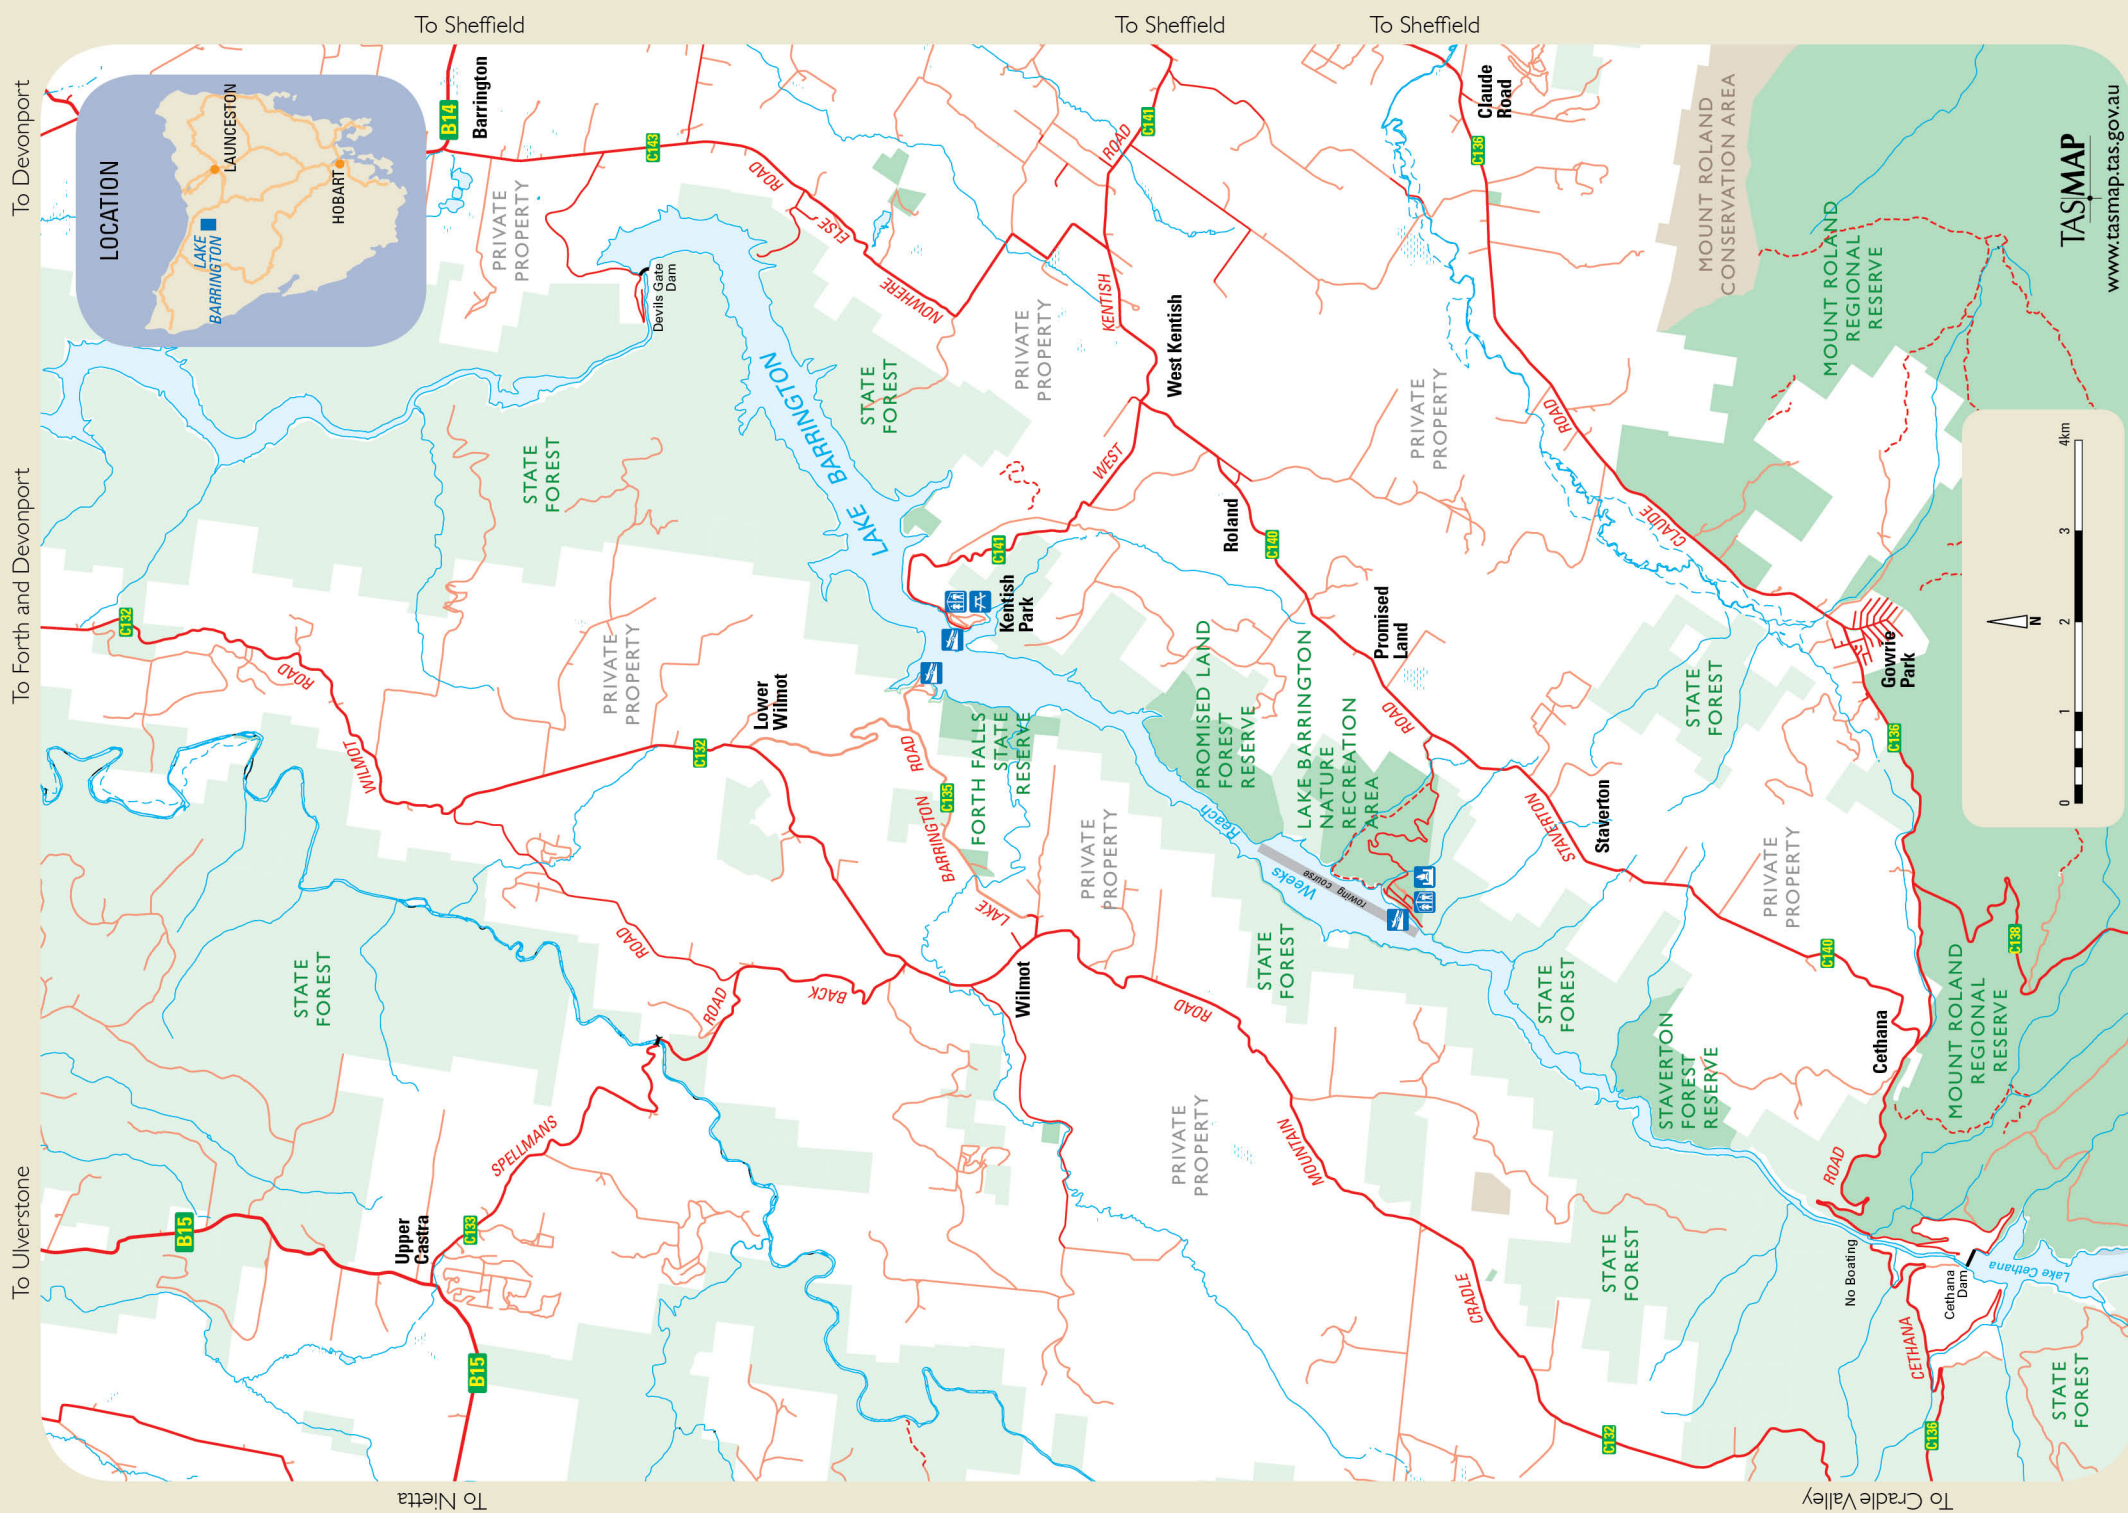 To Sheffield
To Sheffield
To Sheffield
To Devonport
To Forth and Devonport
To Ulverstone
To Nietta
To Cradle Valley
LOCATION
LAUNCESTON
HOBART
LAKE
BARRINGTON
B14
Barrington
C143
PRIVATE
PROPERTY
Devils Gate
Dam
NOWHERE
ELSE
ROAD
C141
ROAD
KENTISH
WEST
West Kentish
C136
Claude
Road
MOUNT ROLAND
CONSERVATION AREA
MOUNT ROLAND
REGIONAL
RESERVE
TASMAP
www.tasmap.tas.gov.au
STATE
FOREST
LAKE BARRINGTON
STATE
FOREST
PRIVATE
PROPERTY
PRIVATE
PROPERTY
CLAUDE
ROAD
C132
WILMOT
ROAD
PRIVATE
PROPERTY
Lower
Wilmot
C132
C141
Kentish
Park
Roland
C140
Promised
Land
PROMISED LAND
FOREST
RESERVE
LAKE BARRINGTON
NATURE
RECREATION
AREA
STATE
FOREST
Gowrie
Park
C136
N
0
1
2
3
4km
LAKE
BARRINGTON
ROAD
C135
FORTH FALLS
STATE
RESERVE
PRIVATE
PROPERTY
Weeks
Reach
rowing course
STAVERTON
ROAD
Staverton
PRIVATE
PROPERTY
C140
C138
STATE
FOREST
BACK
ROAD
Wilmot
STATE
FOREST
STATE
FOREST
STAVERTON
FOREST
RESERVE
Cethana
MOUNT ROLAND
REGIONAL
RESERVE
SPELLMANS
ROAD
C133
B15
Upper
Castra
B15
PRIVATE
PROPERTY
CRADLE
MOUNTAIN
ROAD
C132
STATE
FOREST
No Boating
Cethana
Dam
Lake Cethana
CETHANA
ROAD
C136
STATE
FOREST